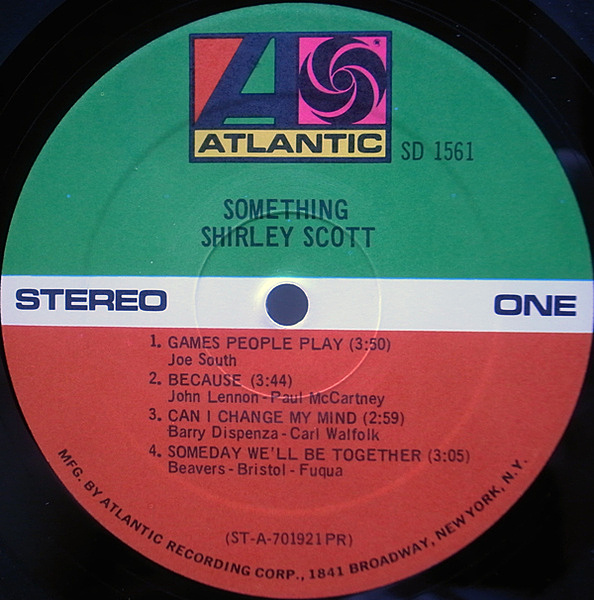 ATLANTIC
SD 1561
SOMETHING
SHIRLEY SCOTT
STEREO
ONE
1. GAMES PEOPLE PLAY (3:50)
Joe South
2. BECAUSE (3:44)
John Lennon - Paul McCartney
3. CAN I CHANGE MY MIND (2:59)
Barry Dispenza - Carl Walfolk
4. SOMEDAY WE'LL BE TOGETHER (3:05)
Beavers - Bristol - Fuqua
(ST-A-701921 PR)
MFG. BY ATLANTIC RECORDING CORP., 1841 BROADWAY, NEW YORK, N.Y.